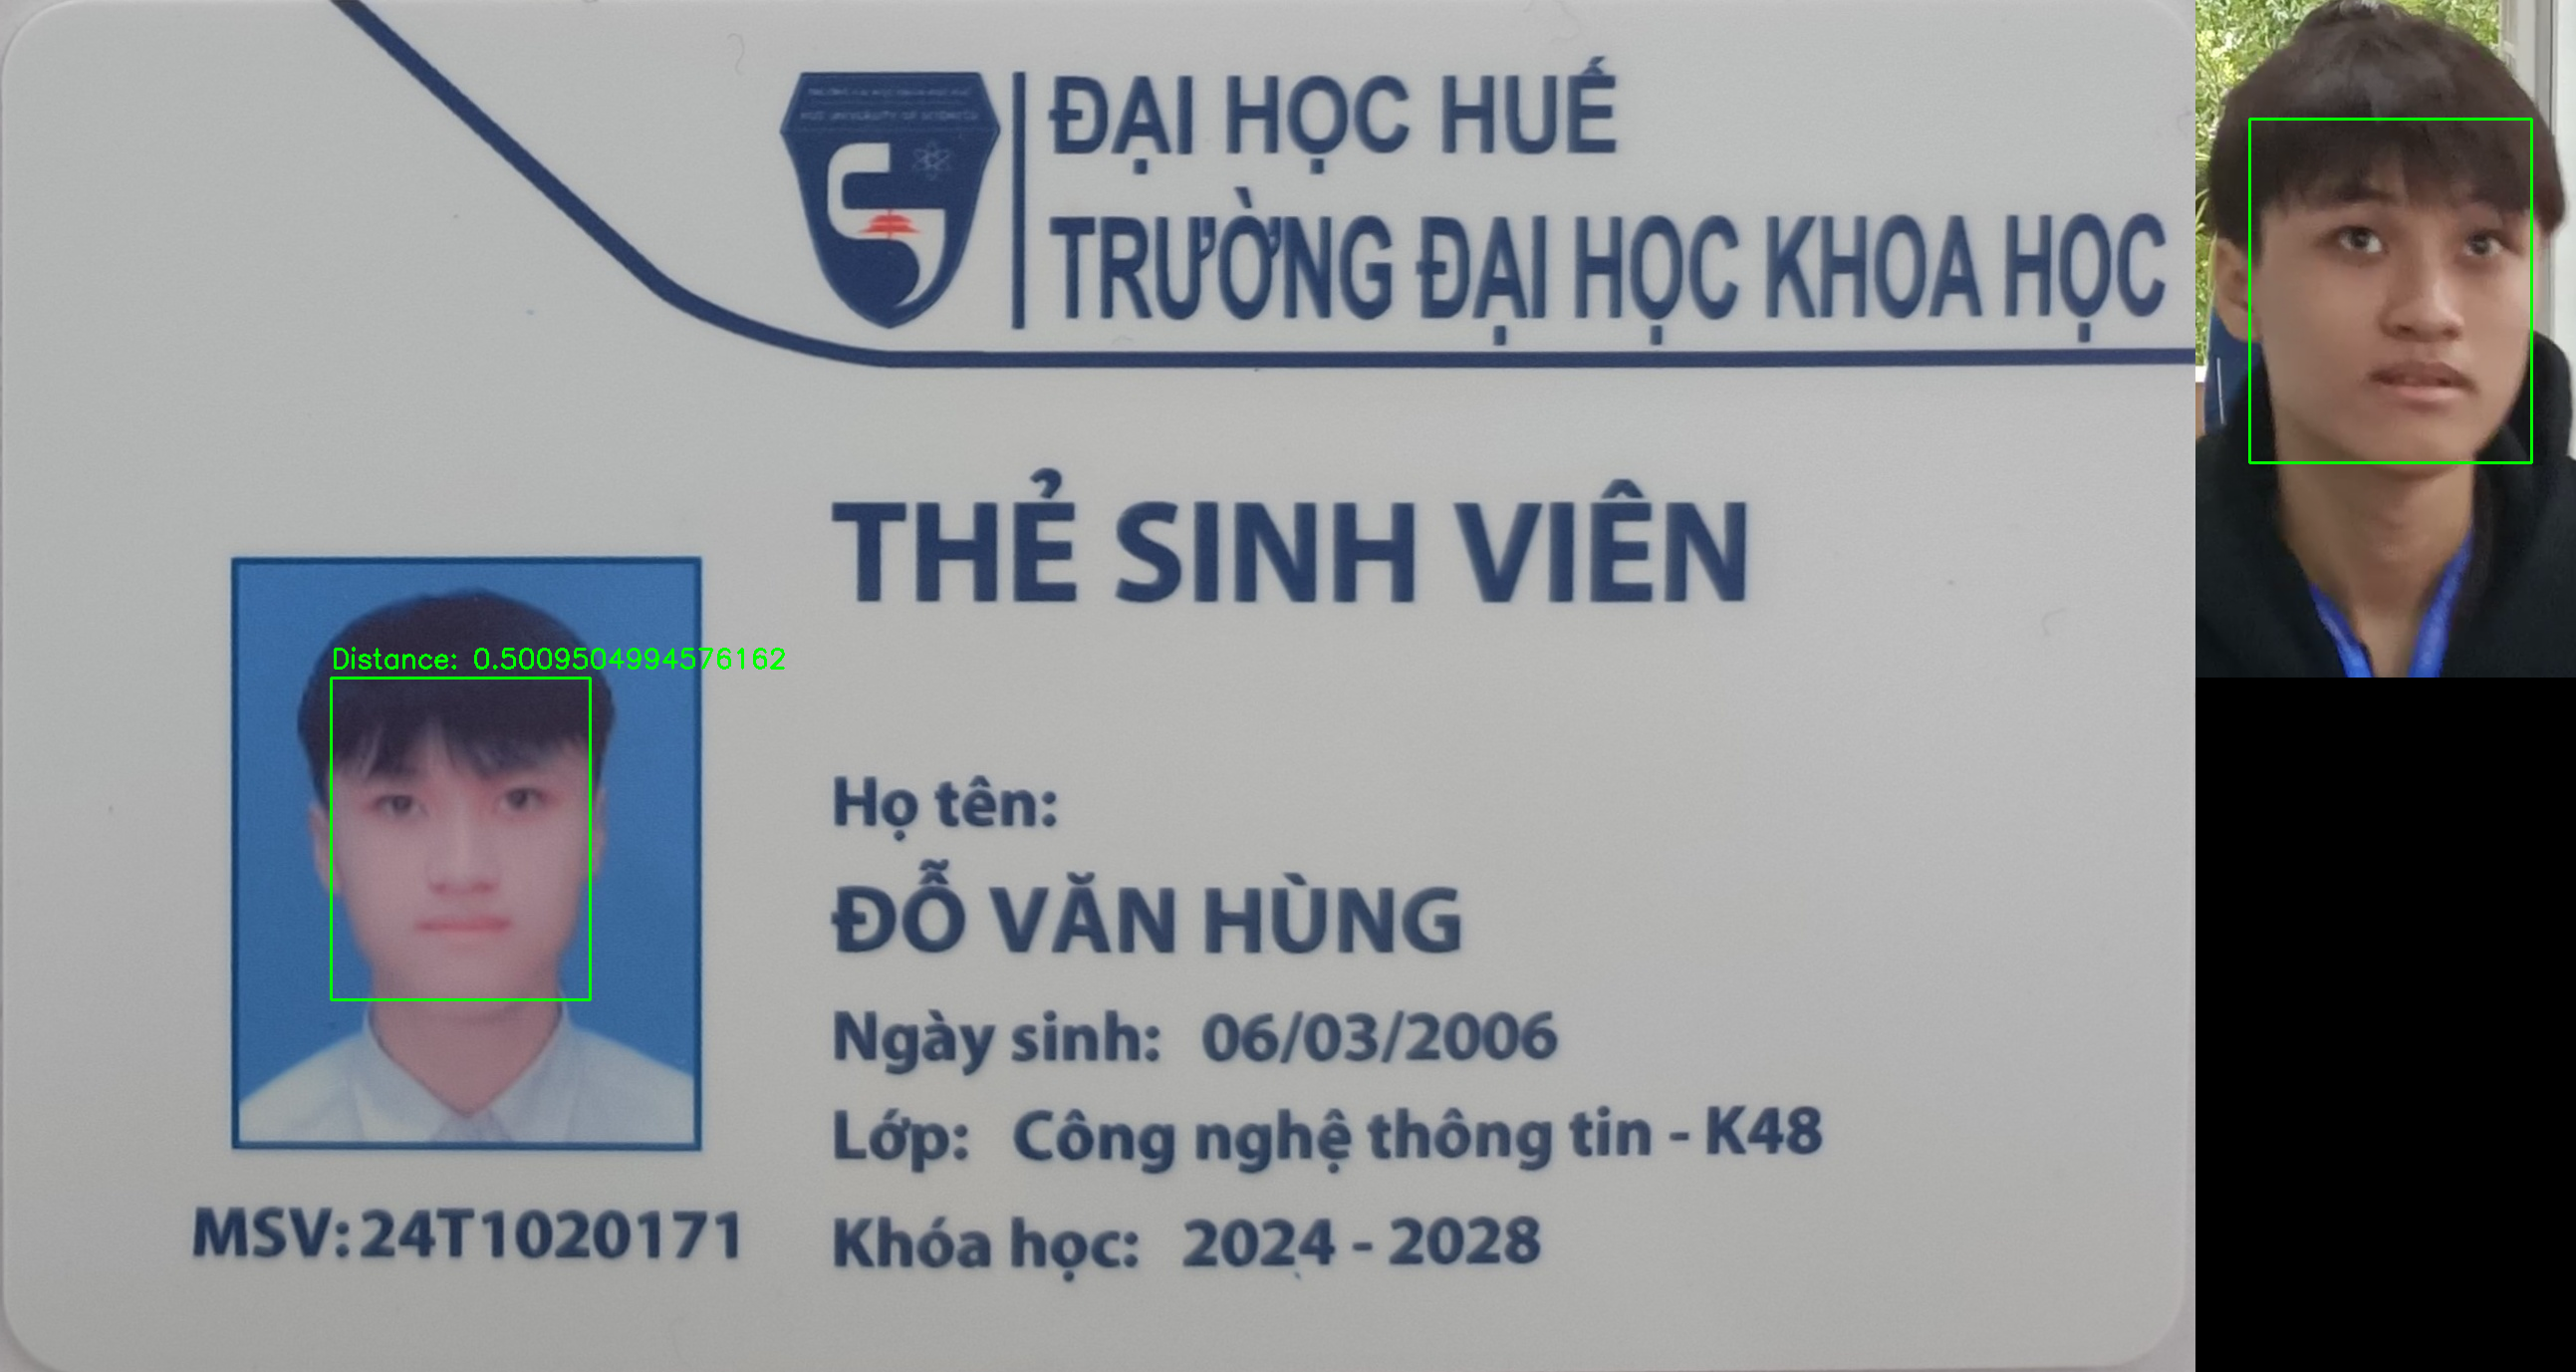 ĐẠI HỌC HUẾ
TRƯỜNG ĐẠI HỌC KHOA HỌC
THẺ SINH VIÊN
Distance: 0.5009504994576162
Họ tên:
ĐỖ VĂN HÙNG
Ngày sinh: 06/03/2006
Lớp: Công nghệ thông tin - K48
MSV: 24T1020171
Khóa học: 2024 - 2028